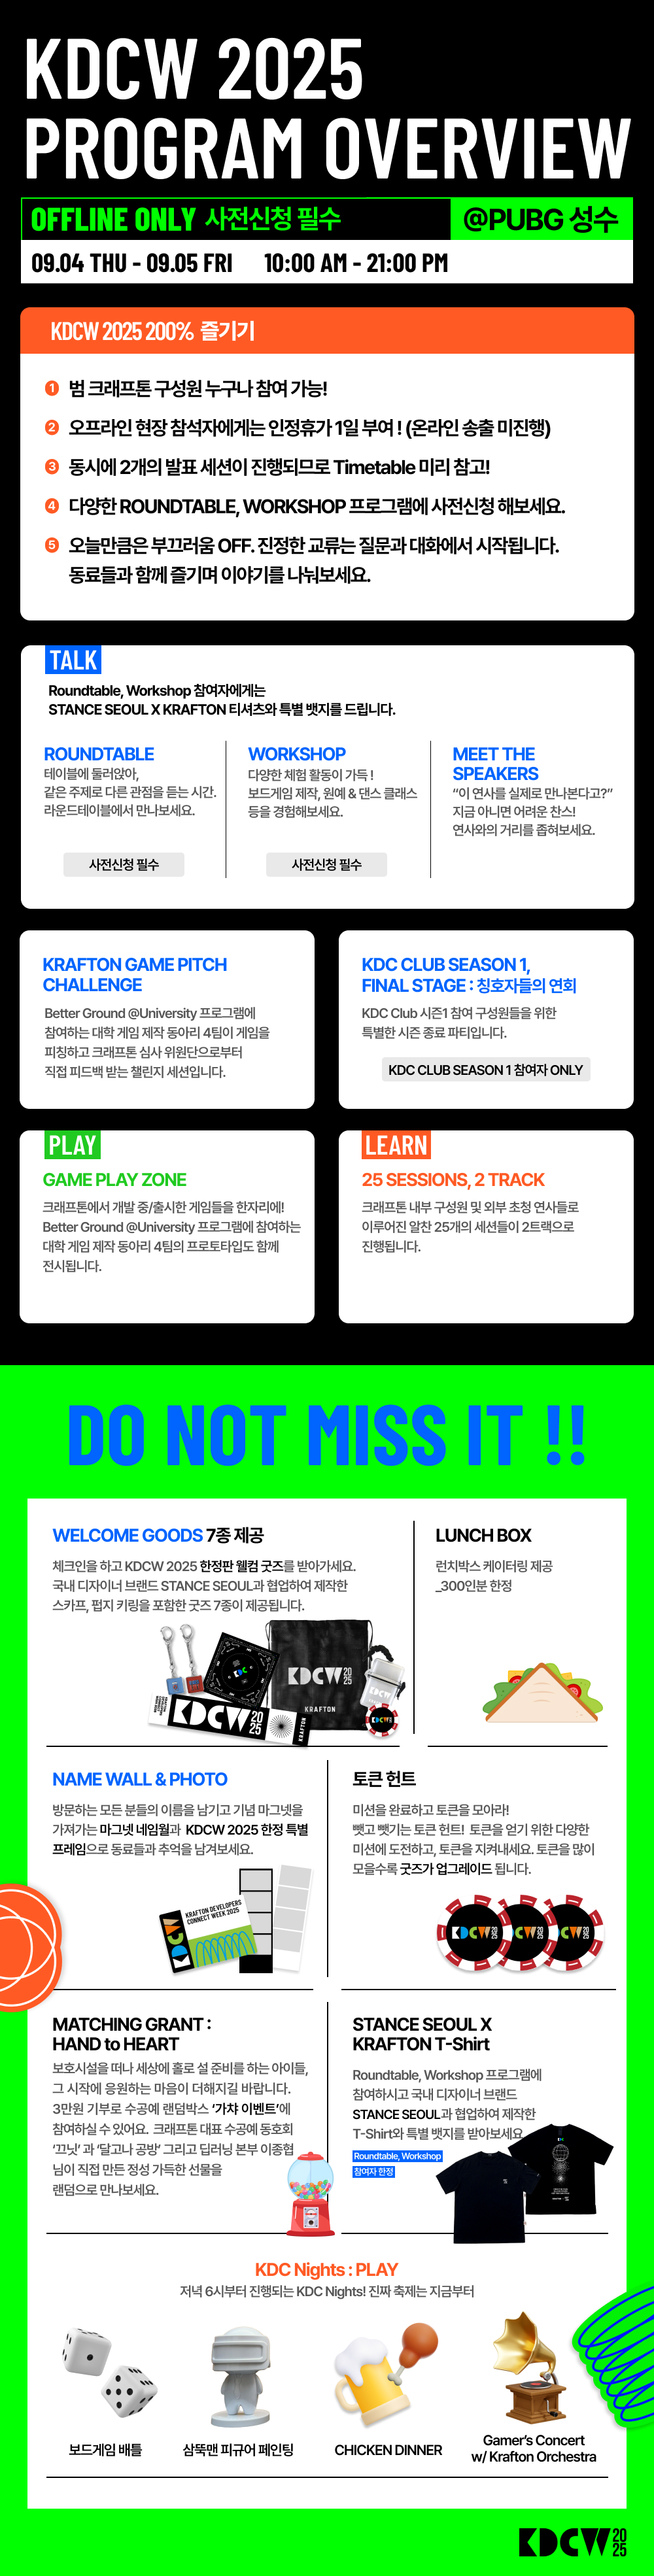 KDCW 2025
PROGRAM OVERVIEW
OFFLINE ONLY 사전신청 필수
@PUBG 성수
09.04 THU - 09.05 FRI 10:00 AM - 21:00 PM
KDCW 2025 200% 즐기기
1 범 크래프톤 구성원 누구나 참여 가능!
2 오프라인 현장 참석자에게는 인정휴가 1일 부여 ! (온라인 송출 미진행)
3 동시에 2개의 발표 세션이 진행되므로 Timetable 미리 참고!
4 다양한 ROUNDTABLE, WORKSHOP 프로그램에 사전신청 해보세요.
5 오늘만큼은 부끄러움 OFF. 진정한 교류는 질문과 대화에서 시작됩니다.
동료들과 함께 즐기며 이야기를 나눠보세요.
TALK
Roundtable, Workshop 참여자에게는
STANCE SEOUL X KRAFTON 티셔츠와 특별 뱃지를 드립니다.
ROUNDTABLE
테이블에 둘러앉아,
같은 주제로 다른 관점을 듣는 시간.
라운드테이블에서 만나보세요.
사전신청 필수
WORKSHOP
다양한 체험 활동이 가득 !
보드게임 제작, 원예 & 댄스 클래스
등을 경험해보세요.
사전신청 필수
MEET THE
SPEAKERS
“이 연사를 실제로 만나본다고?”
지금 아니면 어려운 찬스!
연사와의 거리를 좁혀보세요.
KRAFTON GAME PITCH
CHALLENGE
Better Ground @University 프로그램에
참여하는 대학 게임 제작 동아리 4팀이 게임을
피칭하고 크래프톤 심사 위원단으로부터
직접 피드백 받는 챌린지 세션입니다.
KDC CLUB SEASON 1,
FINAL STAGE : 칭호자들의 연회
KDC Club 시즌1 참여 구성원들을 위한
특별한 시즌 종료 파티입니다.
KDC CLUB SEASON 1 참여자 ONLY
PLAY
GAME PLAY ZONE
크래프톤에서 개발 중/출시한 게임들을 한자리에!
Better Ground @University 프로그램에 참여하는
대학 게임 제작 동아리 4팀의 프로토타입도 함께
전시됩니다.
LEARN
25 SESSIONS, 2 TRACK
크래프톤 내부 구성원 및 외부 초청 연사들로
이루어진 알찬 25개의 세션들이 2트랙으로
진행됩니다.
DO NOT MISS IT !!
WELCOME GOODS 7종 제공
체크인을 하고 KDCW 2025 한정판 웰컴 굿즈를 받아가세요.
국내 디자이너 브랜드 STANCE SEOUL과 협업하여 제작한
스카프, 펍지 키링을 포함한 굿즈 7종이 제공됩니다.
KDCW 2025
KRAFTON
KDCW 2025
KRAFTON
KDCW
KDCW
LUNCH BOX
런치박스 케이터링 제공
_300인분 한정
NAME WALL & PHOTO
방문하는 모든 분들의 이름을 남기고 기념 마그넷을
가져가는 마그넷 네임월과 KDCW 2025 한정 특별
프레임으로 동료들과 추억을 남겨보세요.
KDCW
KRAFTON DEVELOPERS
CONNECT WEEK 2025
토큰 헌트
미션을 완료하고 토큰을 모아라!
뺏고 뺏기는 토큰 헌트! 토큰을 얻기 위한 다양한
미션에 도전하고, 토큰을 지켜내세요. 토큰을 많이
모을수록 굿즈가 업그레이드 됩니다.
KDCW 2025
CW 2025
CW 2025
MATCHING GRANT :
HAND to HEART
보호시설을 떠나 세상에 홀로 설 준비를 하는 아이들,
그 시작에 응원하는 마음이 더해지길 바랍니다.
3만원 기부로 수공예 랜덤박스 ‘가챠 이벤트’에
참여하실 수 있어요. 크래프톤 대표 수공예 동호회
‘끄닛’ 과 ‘달고나 공방’ 그리고 딥러닝 본부 이종협
님이 직접 만든 정성 가득한 선물을
랜덤으로 만나보세요.
STANCE SEOUL X
KRAFTON T-Shirt
Roundtable, Workshop 프로그램에
참여하시고 국내 디자이너 브랜드
STANCE SEOUL과 협업하여 제작한
T-Shirt와 특별 뱃지를 받아보세요.
Roundtable, Workshop
참여자 한정
KDC Nights : PLAY
저녁 6시부터 진행되는 KDC Nights! 진짜 축제는 지금부터
보드게임 배틀
삼뚝맨 피규어 페인팅
CHICKEN DINNER
Gamer’s Concert
w/ Krafton Orchestra
KDCW 2025